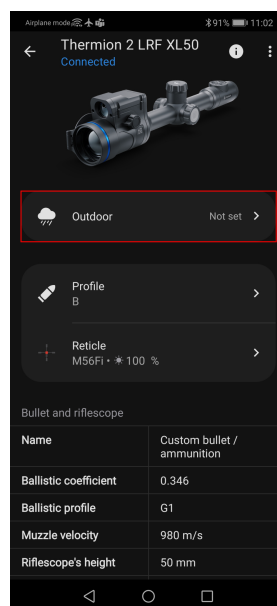 Airplane mode 91% 11:02
Thermion 2 LRF XL50
Connected
Outdoor Not set
Profile
B
Reticle
M56Fi • ☀ 100 %
Bullet and riflescope
Name Custom bullet /
ammunition
Ballistic coefficient 0.346
Ballistic profile G1
Muzzle velocity 980 m/s
Riflescope's height 50 mm